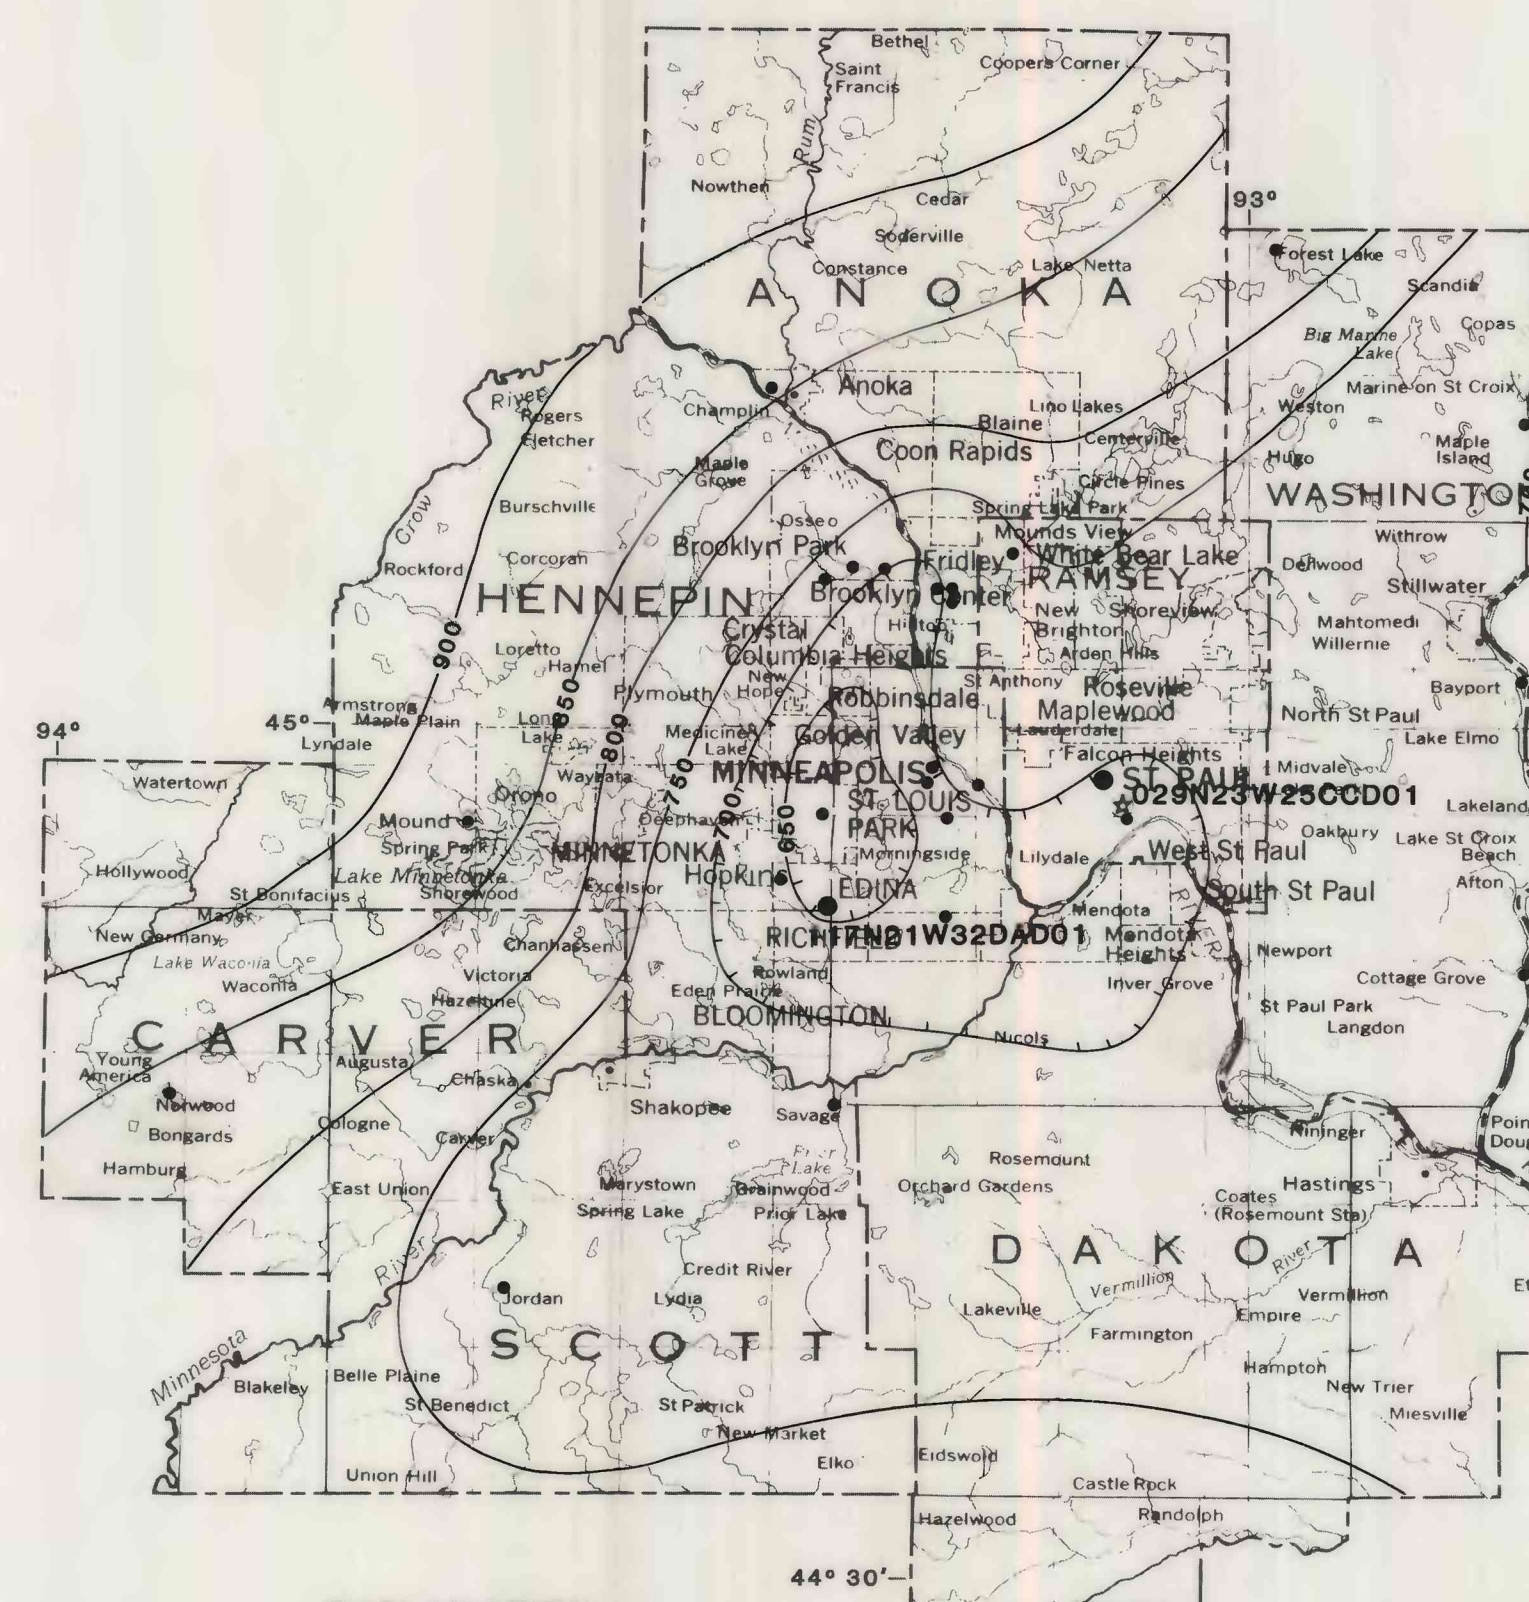 Bethel
Coopers Corner
Saint
Francis
Rum
Nowthen
Cedar
93°
Soderville
Constance
Lake Netta
Forest Lake
Scandia
A N O K A
Big Marine
Lake
Copas
River
Rogers
Fletcher
Champlin
Anoka
Lino Lakes
Blaine
Marine on St Croix
Weston
Centerville
Coon Rapids
Maple
Island
Hugo
Maple
Grove
Circle Pines
Burschville
Crow
Spring Lake Park
WASHINGTON
Osseo
Mounds View
Withrow
Brooklyn Park
Fridley
White Bear Lake
Corcoran
Rockford
RAMSEY
Dellwood
Stillwater
HENNEPIN
Brooklyn Center
New
Brighton
Shoreview
Hilltop
Mahtomedi
Willernie
Crystal
Columbia Heights
Arden Hills
900
Loretto
Hamel
New
Hope
St Anthony
Roseville
Bayport
Plymouth
850
Robbinsdale
Maplewood
Armstrong
Maple Plain
North St Paul
94°
45°
Lyndale
Long
Lake
800
Medicine
Lake
Golden Valley
Lauderdale
Lake Elmo
Falcon Heights
Watertown
Wayzata
750
MINNEAPOLIS
ST. PAUL
Midvale
029N23W25CCD01
Orono
ST. LOUIS
PARK
Lakeland
Mound
Deephaven
700
650
Oakbury
Lake St Croix
Beach
Spring Park
MINNETONKA
Morningside
Lilydale
West St Paul
Hollywood
Lake Minnetonka
Hopkins
Afton
St Bonifacius
Shorewood
Excelsior
EDINA
South St Paul
Mayer
Mendota
RIVER
New Germany
Chanhassen
117N21W32DAD01
Mendota
Heights
Newport
Lake Waconia
Waconia
Victoria
Rowland
Hazeltine
Eden Prairie
Inver Grove
Cottage Grove
St Paul Park
BLOOMINGTON
Langdon
C A R V E R
Nicols
Young
America
Augusta
Chaska
Norwood
Shakopee
Savage
Bongards
Cologne
Carver
Nininger
Hamburg
Prior
Lake
Rosemount
East Union
Marystown
Grainwood
Orchard Gardens
Hastings
Spring Lake
Prior Lake
Coates
(Rosemount Sta)
River
D A K O T A
Credit River
River
Vermillion
Jordan
Lydia
Vermillion
Lakeville
Empire
S C O T T
Farmington
Minnesota
Belle Plaine
Hampton
Blakeley
New Trier
St Benedict
St Patrick
Miesville
New Market
Elko
Eidswold
Union Hill
Castle Rock
Hazelwood
Randolph
44° 30'